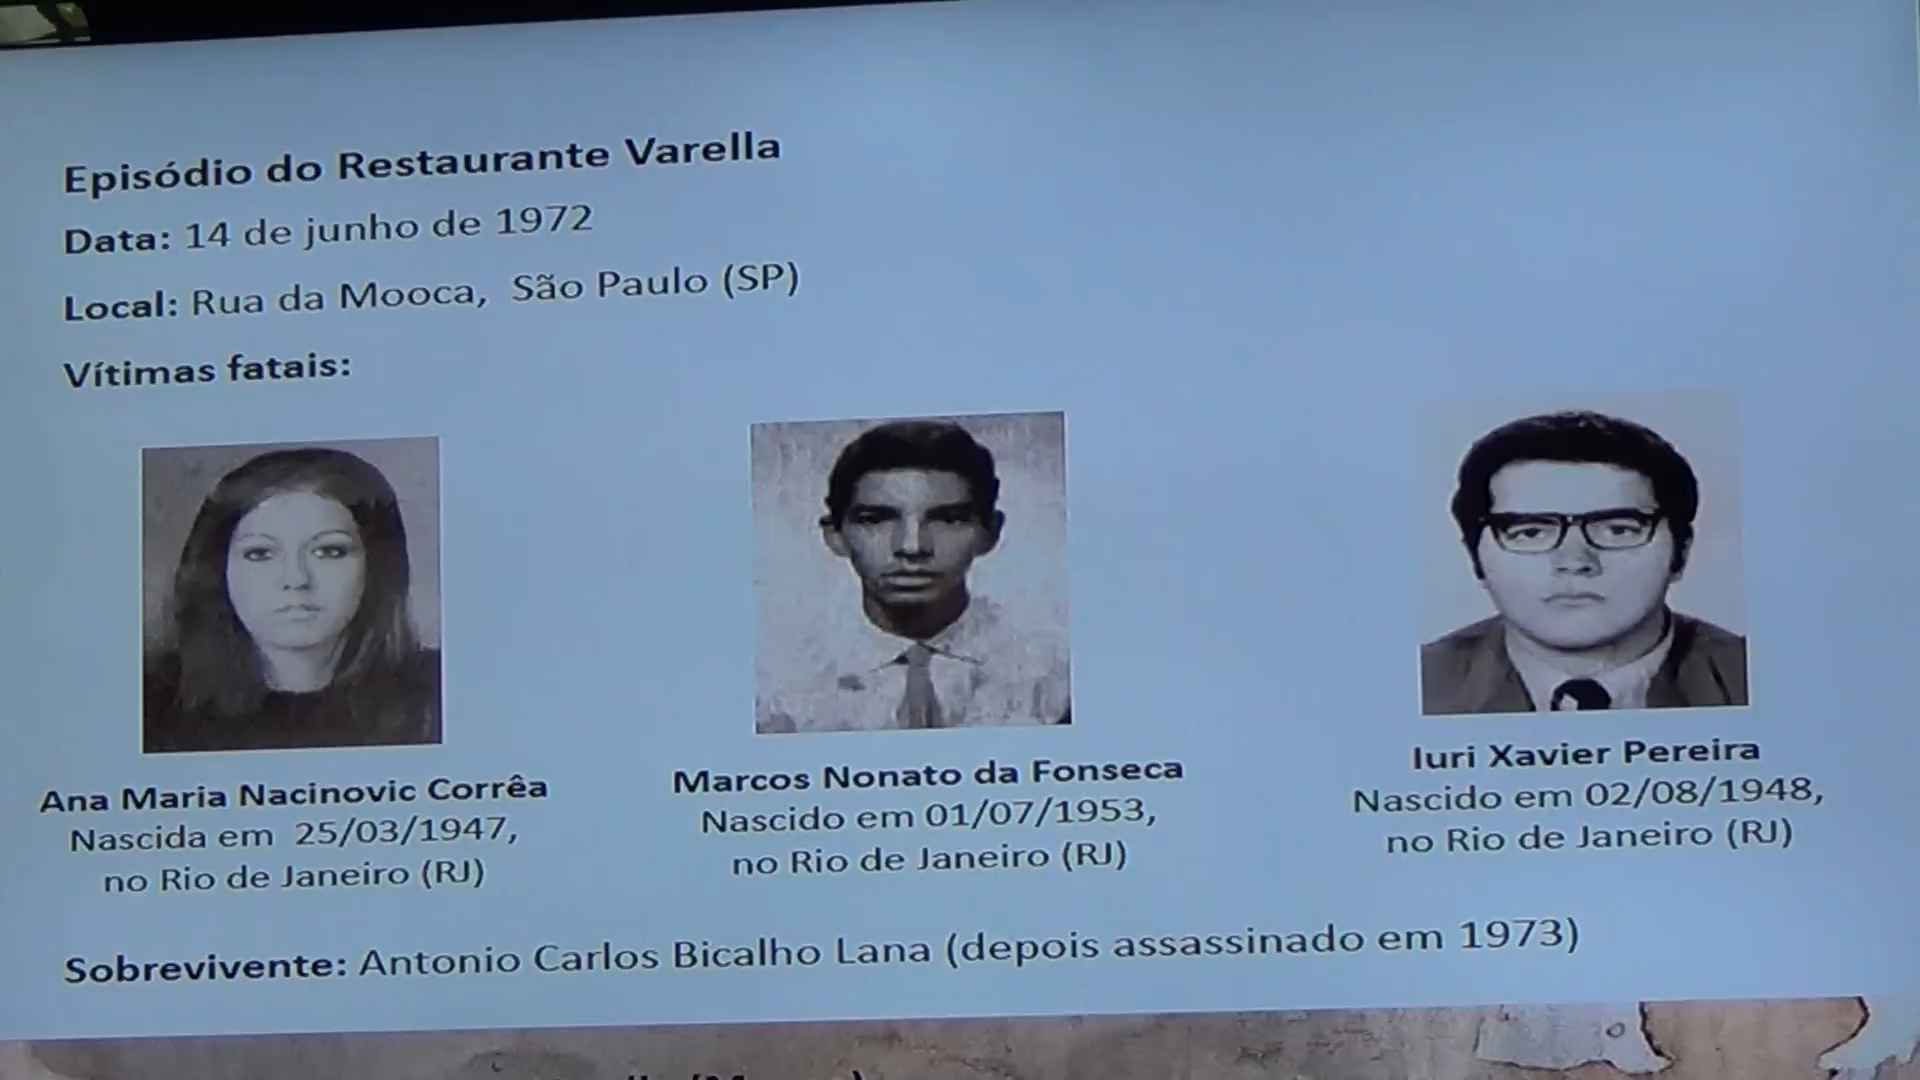 Episódio do Restaurante Varella
Data: 14 de junho de 1972
Local: Rua da Mooca, São Paulo (SP)
Vítimas fatais:
Ana Maria Nacinovic Corrêa
Nascida em 25/03/1947,
no Rio de Janeiro (RJ)
Marcos Nonato da Fonseca
Nascido em 01/07/1953,
no Rio de Janeiro (RJ)
Iuri Xavier Pereira
Nascido em 02/08/1948,
no Rio de Janeiro (RJ)
Sobrevivente: Antonio Carlos Bicalho Lana (depois assassinado em 1973)